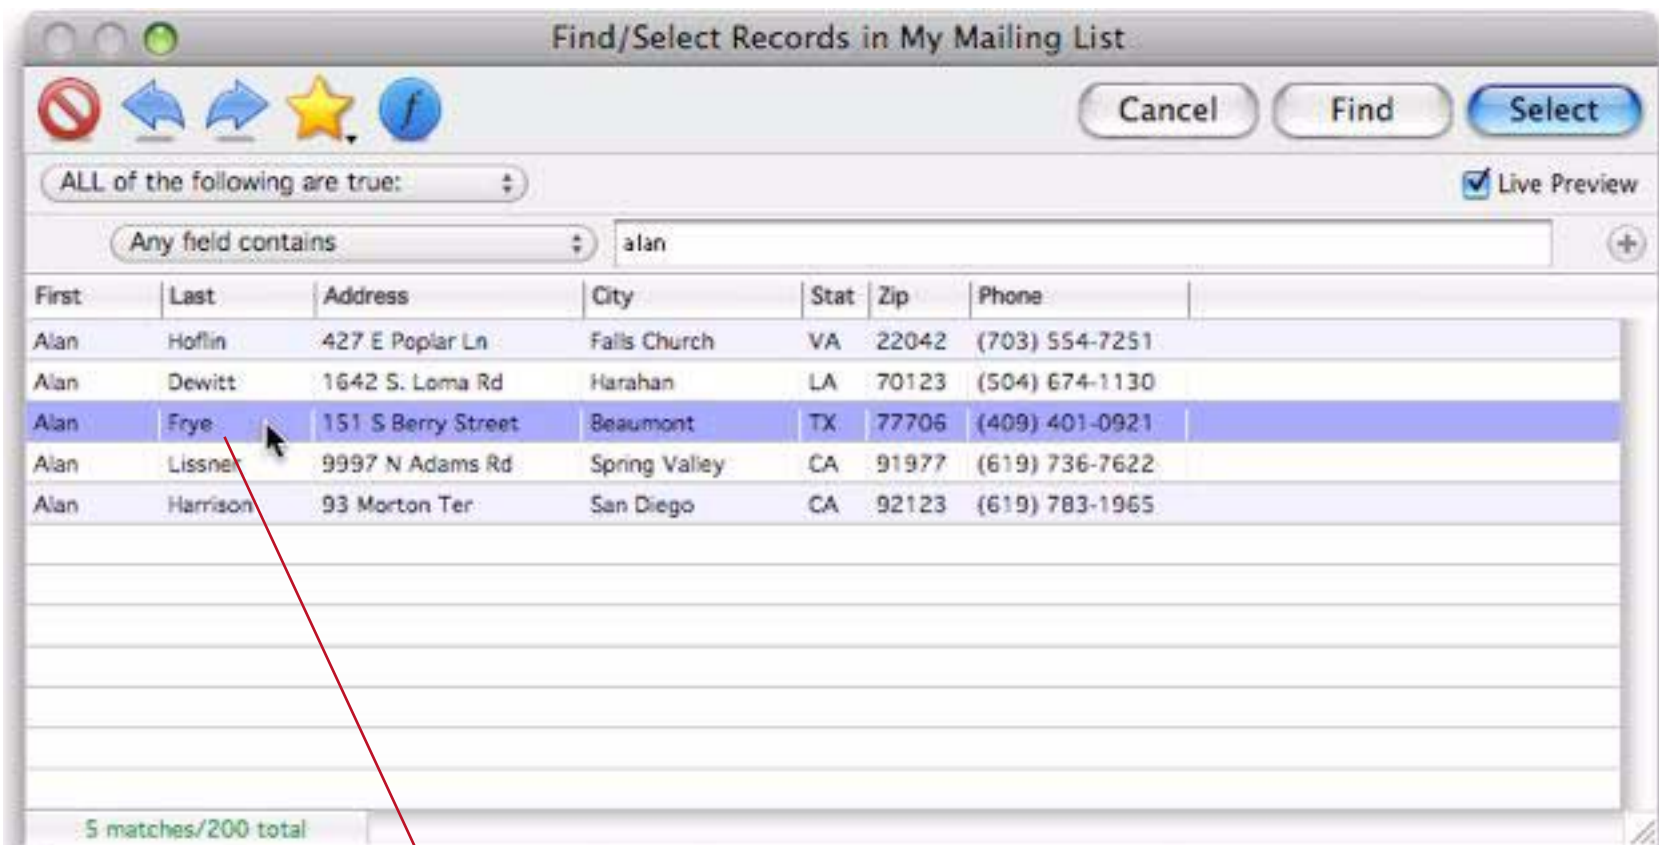 Find/Select Records in My Mailing List
f Cancel Find Select
ALL of the following are true: Live Preview
Any field contains alan
First Last Address City Stat Zip Phone
Alan Hoflin 427 E Poplar Ln Falls Church VA 22042 (703) 554-7251
Alan Dewitt 1642 S. Loma Rd Harahan LA 70123 (504) 674-1130
Alan Frye 151 S Berry Street Beaumont TX 77706 (409) 401-0921
Alan Lissner 9997 N Adams Rd Spring Valley CA 91977 (619) 736-7622
Alan Harrison 93 Morton Ter San Diego CA 92123 (619) 783-1965
5 matches/200 total